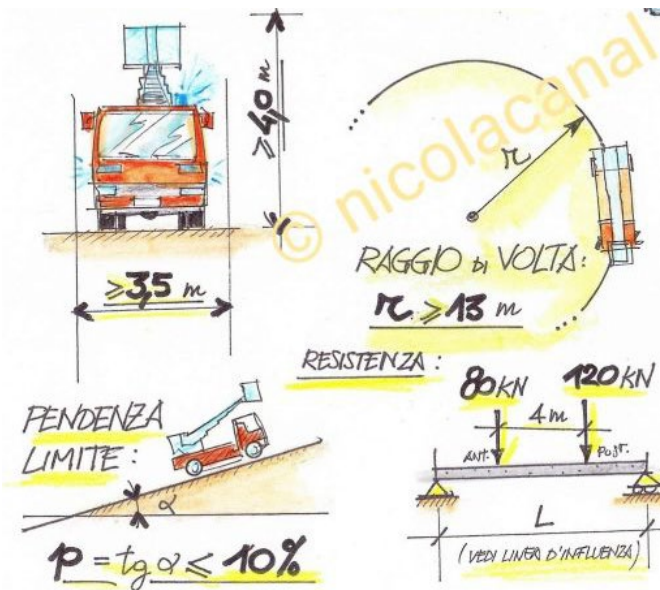 ≥ 4,0 m
≥ 3,5 m
© nicolacanal
r
RAGGIO di VOLTA:
r ≥ 13 m
RESISTENZA:
80 KN 120 KN
4 m
ANT. POST.
L
(VEDI LINEA D'INFLUENZA)
PENDENZA
LIMITE:
α
p = tg α ≤ 10%